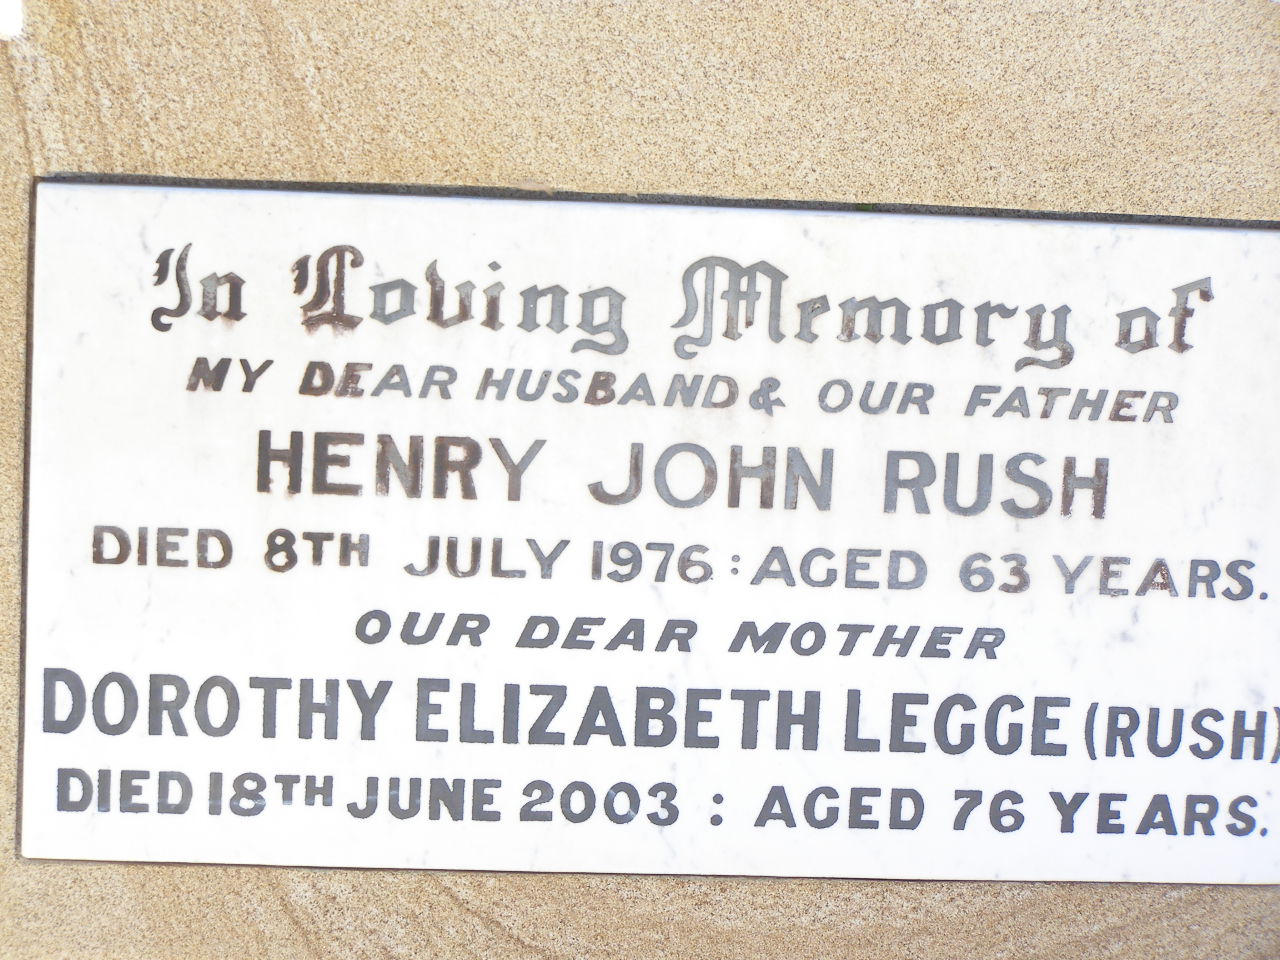 In Loving Memory of
MY DEAR HUSBAND & OUR FATHER
HENRY JOHN RUSH
DIED 8TH JULY 1976 : AGED 63 YEARS.
OUR DEAR MOTHER
DOROTHY ELIZABETH LEGGE (RUSH)
DIED 18TH JUNE 2003 : AGED 76 YEARS.